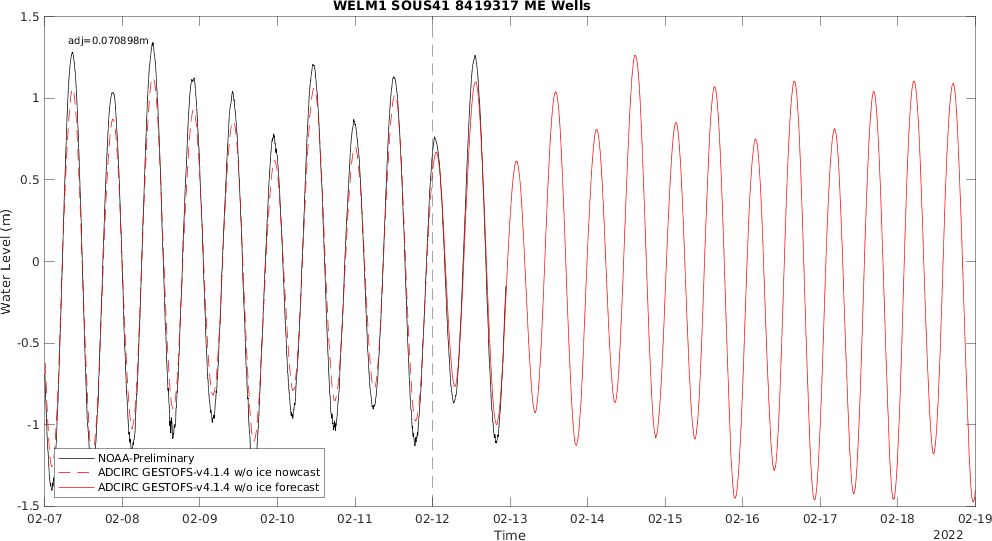 WELM1 SOUS41 8419317 ME Wells
adj=0.070898m
1.5
1
0.5
0
-0.5
-1
-1.5
Water Level (m)
NOAA-Preliminary
ADCIRC GESTOFS-v4.1.4 w/o ice nowcast
ADCIRC GESTOFS-v4.1.4 w/o ice forecast
02-07 02-08 02-09 02-10 02-11 02-12 02-13 02-14 02-15 02-16 02-17 02-18 02-19
Time
2022